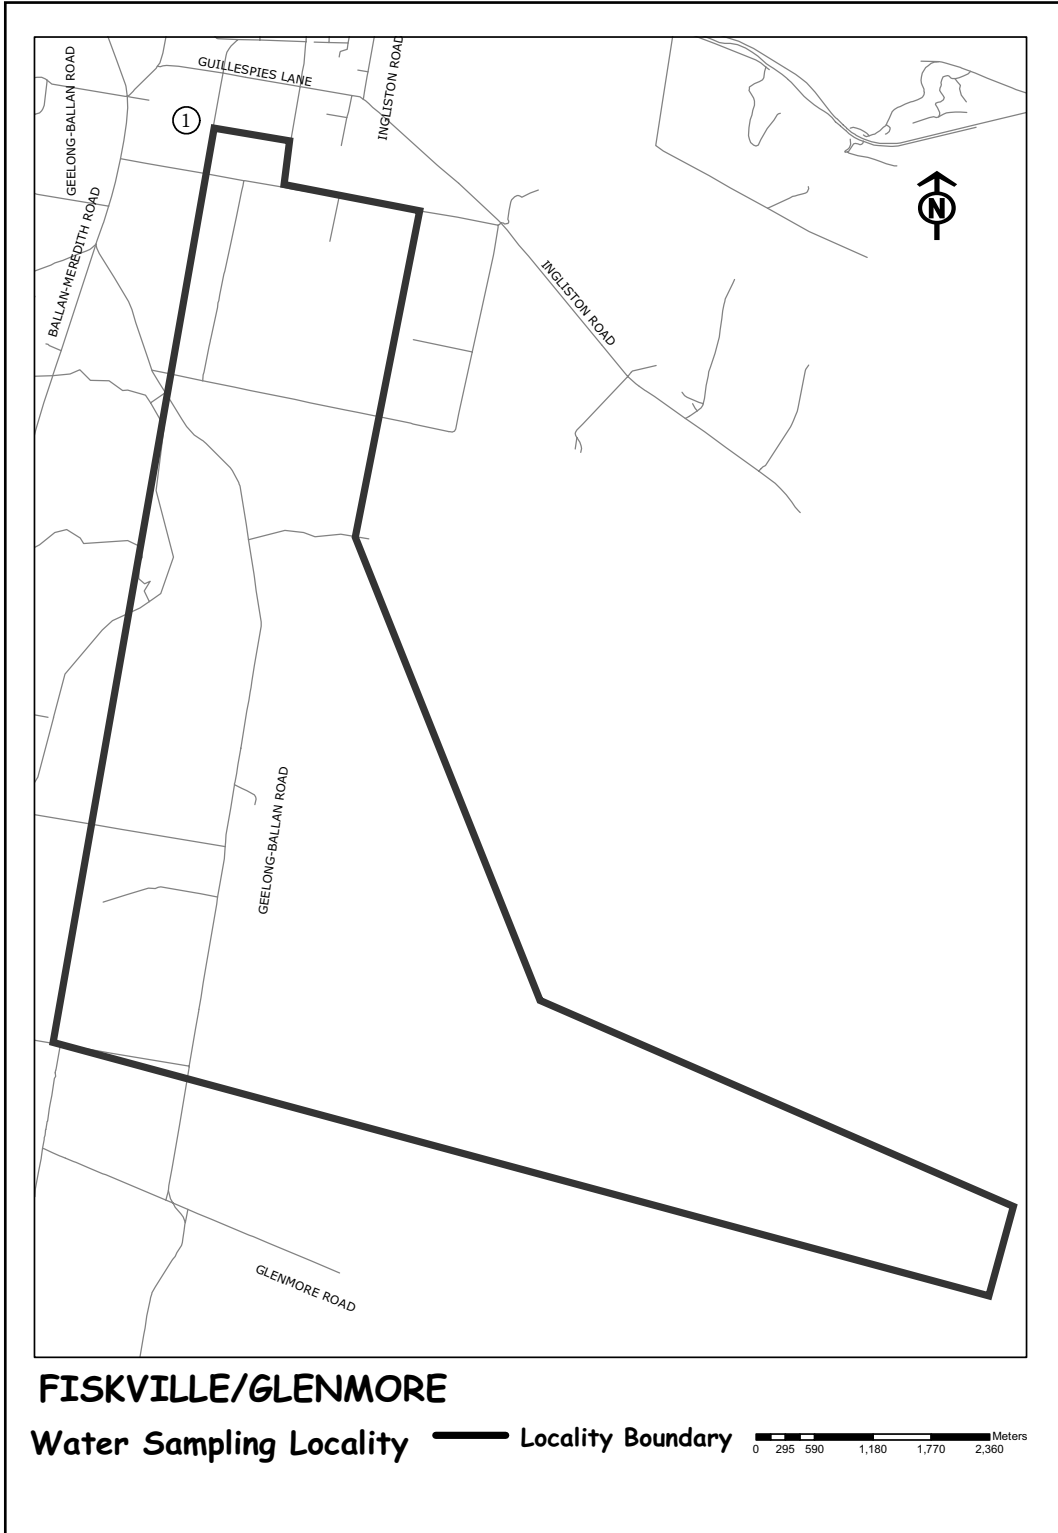 GEELONG-BALLAN ROAD
GUILLESPIES LANE
INGLISTON ROAD
1
BALLAN-MEREDITH ROAD
N
INGLISTON ROAD
GEELONG-BALLAN ROAD
GLENMORE ROAD
FISKVILLE/GLENMORE
Water Sampling Locality
Locality Boundary
Meters
0 295 590 1,180 1,770 2,360